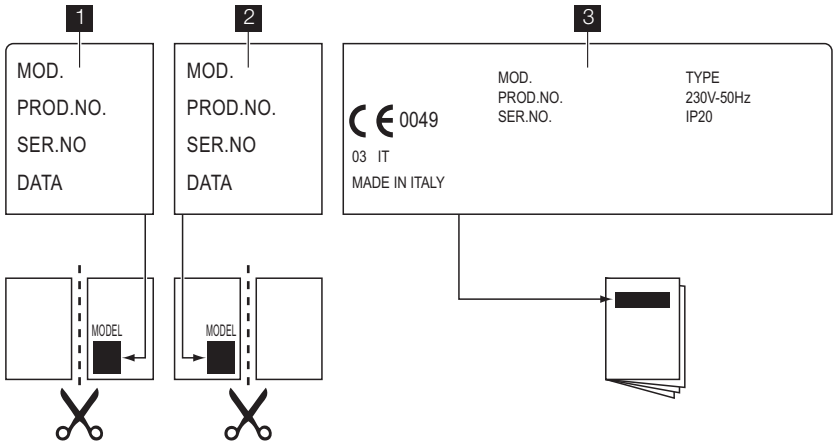 1
2
3
MOD.
PROD.NO.
SER.NO
DATA
MOD.
PROD.NO.
SER.NO
DATA
MOD.
PROD.NO.
SER.NO.
TYPE
230V-50Hz
IP20
CE 0049
03 IT
MADE IN ITALY
MODEL
MODEL